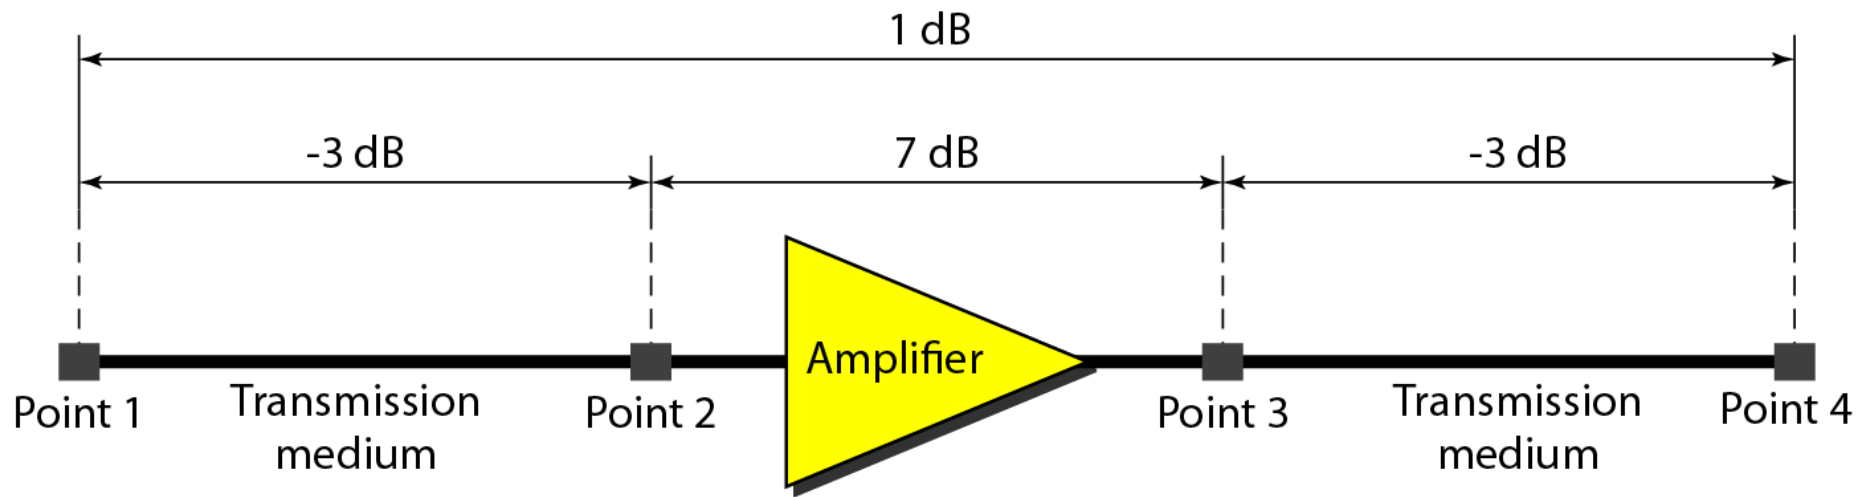 1 dB
-3 dB
7 dB
-3 dB
Amplifier
Point 1
Transmission
medium
Point 2
Point 3
Transmission
medium
Point 4